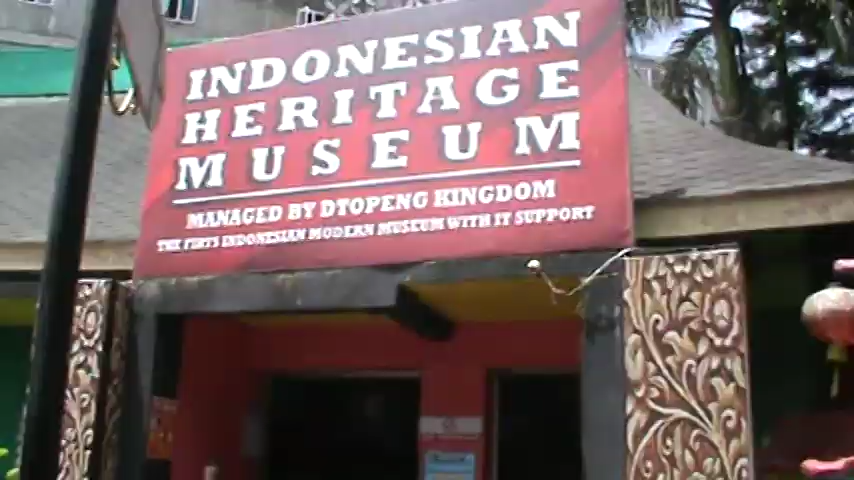 INDONESIAN
HERITAGE
MUSEUM
MANAGED BY DTOPENG KINGDOM
THE FIRTS INDONESIAN MODERN MUSEUM WITH IT SUPPORT